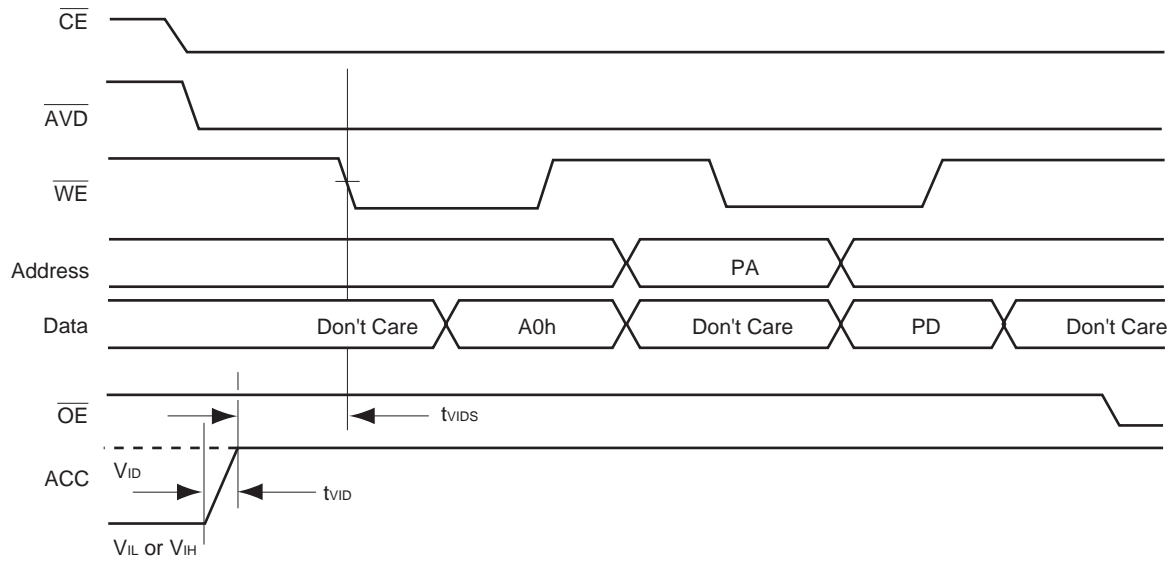 CE
AVD
WE
Address
PA
Data
Don't Care
A0h
Don't Care
PD
Don't Care
OE
tVIDS
ACC
VID
tVID
VIL or VIH